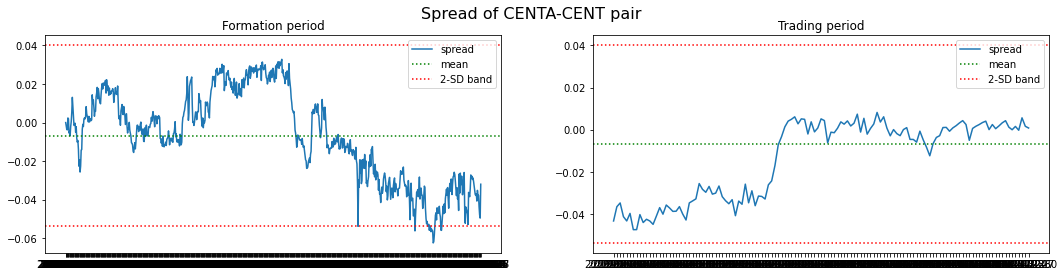 Spread of CENTA-CENT pair
Formation period
0.04
0.02
0.00
−0.02
−0.04
−0.06
spread
mean
2-SD band
Trading period
0.04
0.02
0.00
−0.02
−0.04
spread
mean
2-SD band